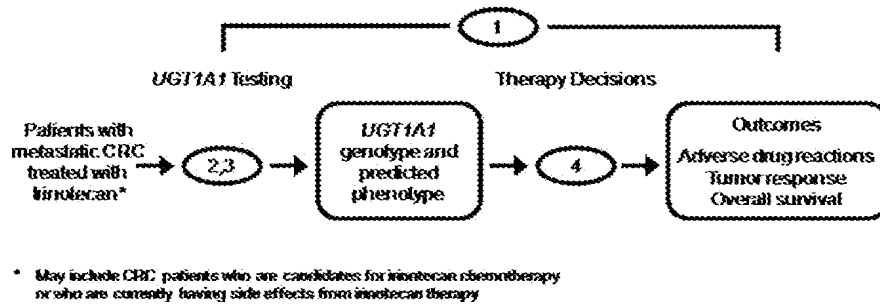 1
UGT1A1 Testing
Therapy Decisions
Patients with
metastatic CRC
treated with
Irinotecan*
2,3
UGT1A1
genotype and
predicted
phenotype
4
Outcomes
Adverse drug reactions
Tumor response
Overall survival
* May include CRC patients who are candidates for irinotecan chemotherapy
or who are currently having side effects from irinotecan therapy